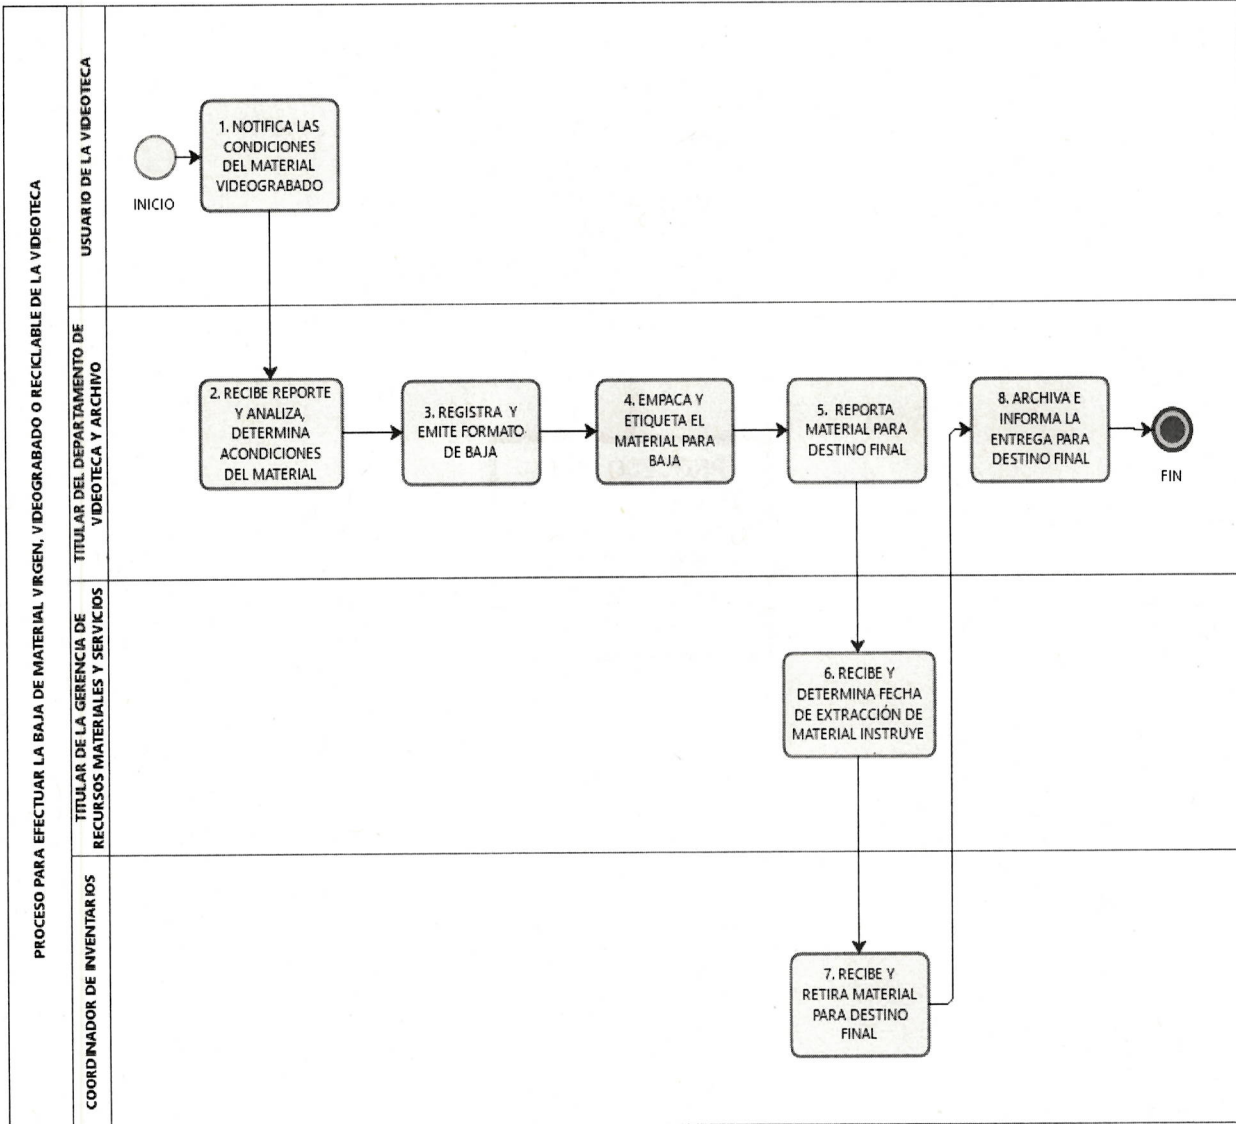 PROCESO PARA EFECTUAR LA BAJA DE MATERIAL VIRGEN, VIDEOGRABADO O RECICLABLE DE LA VIDEOTECA
USUARIO DE LA VIDEOTECA
INICIO
1. NOTIFICA LAS
CONDICIONES
DEL MATERIAL
VIDEOGRABADO
TITULAR DEL DEPARTAMENTO DE
VIDEOTECA Y ARCHIVO
2. RECIBE REPORTE
Y ANALIZA,
DETERMINA
ACONDICIONES
DEL MATERIAL
3. REGISTRA Y
EMITE FORMATO
DE BAJA
4. EMPACA Y
ETIQUETA EL
MATERIAL PARA
BAJA
5. REPORTA
MATERIAL PARA
DESTINO FINAL
8. ARCHIVA E
INFORMA LA
ENTREGA PARA
DESTINO FINAL
FIN
TITULAR DE LA GERENCIA DE
RECURSOS MATERIALES Y SERVICIOS
6. RECIBE Y
DETERMINA FECHA
DE EXTRACCIÓN DE
MATERIAL INSTRUYE
COORDINADOR DE INVENTARIOS
7. RECIBE Y
RETIRA MATERIAL
PARA DESTINO
FINAL